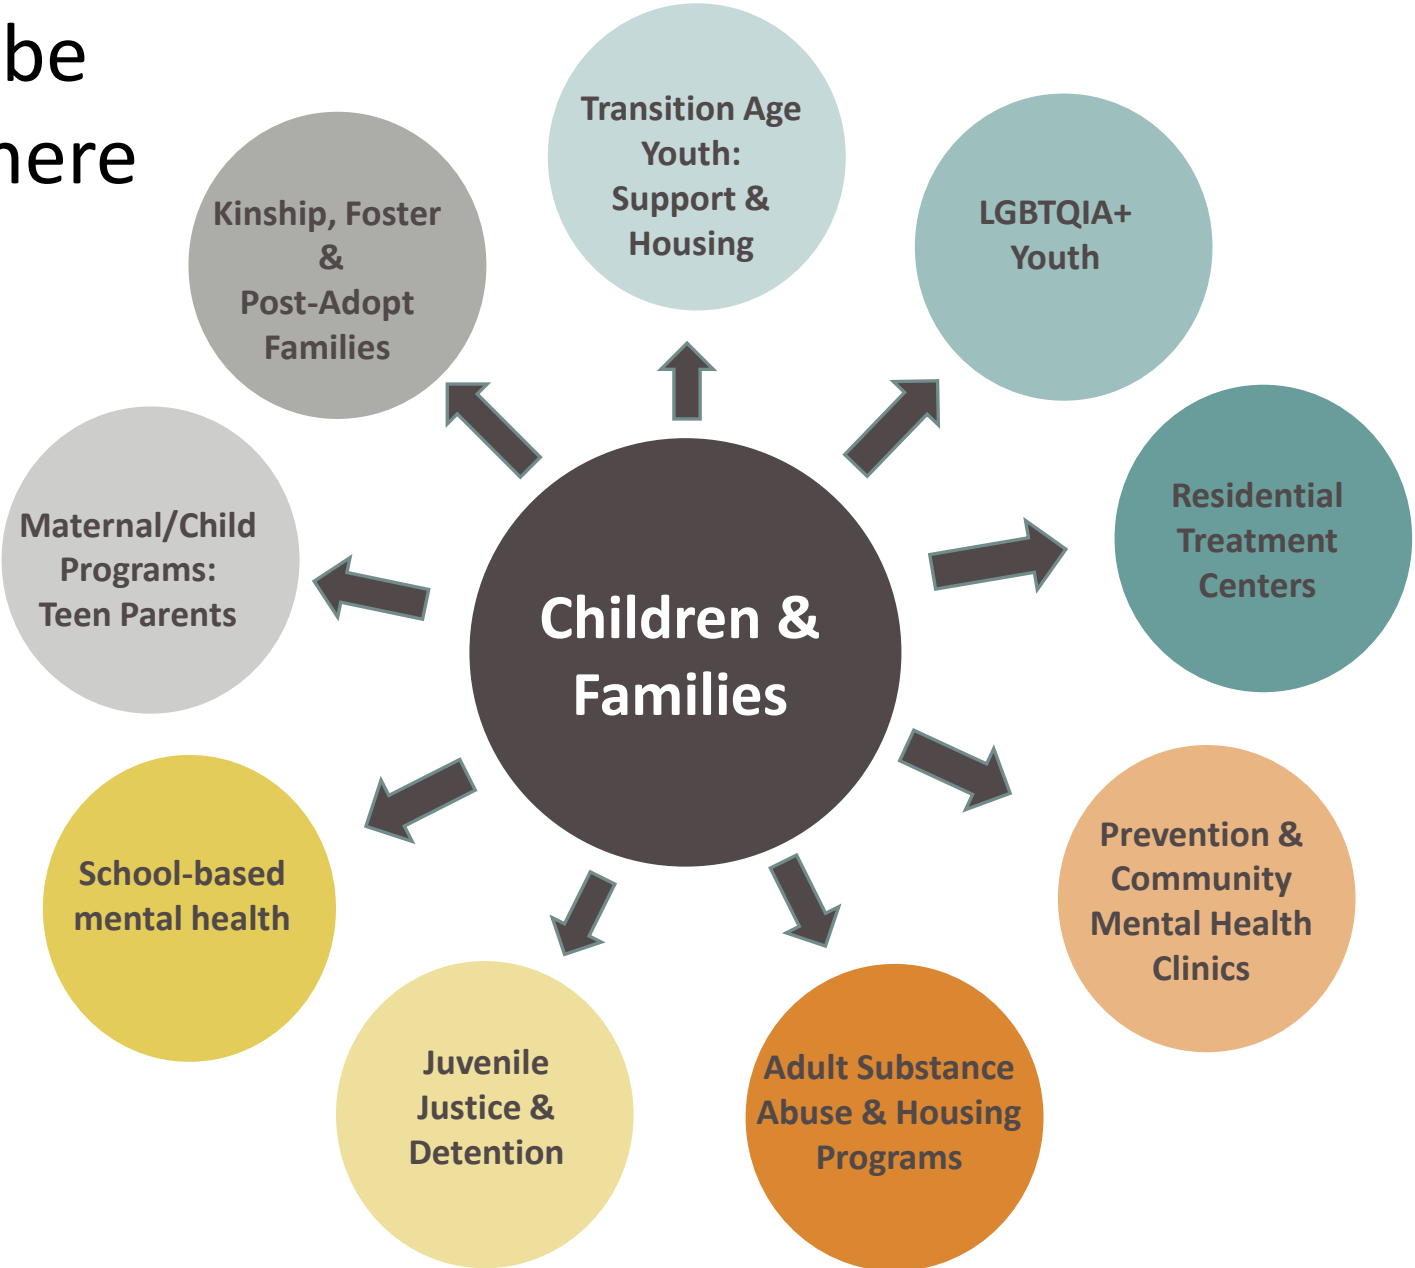 be
here
Transition Age
Youth:
Support &
Housing
LGBTQIA+
Youth
Residential
Treatment
Centers
Prevention &
Community
Mental Health
Clinics
Adult Substance
Abuse & Housing
Programs
Juvenile
Justice &
Detention
School-based
mental health
Maternal/Child
Programs:
Teen Parents
Kinship, Foster
&
Post-Adopt
Families
Children &
Families